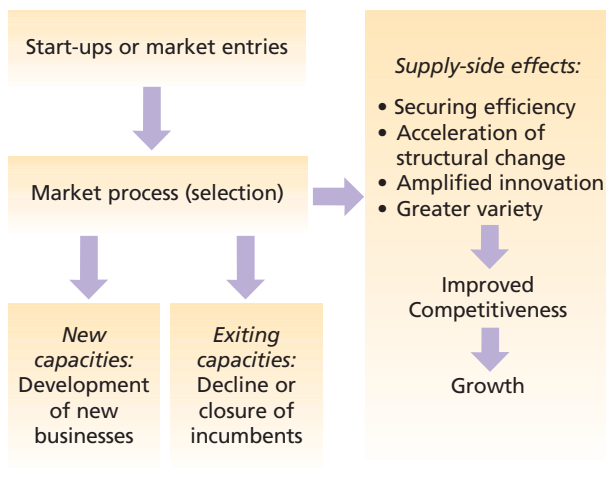 Start-ups or market entries
Market process (selection)
New
capacities:
Development
of new
businesses
Exiting
capacities:
Decline or
closure of
incumbents
Supply-side effects:
• Securing efficiency
• Acceleration of
structural change
• Amplified innovation
• Greater variety
Improved
Competitiveness
Growth